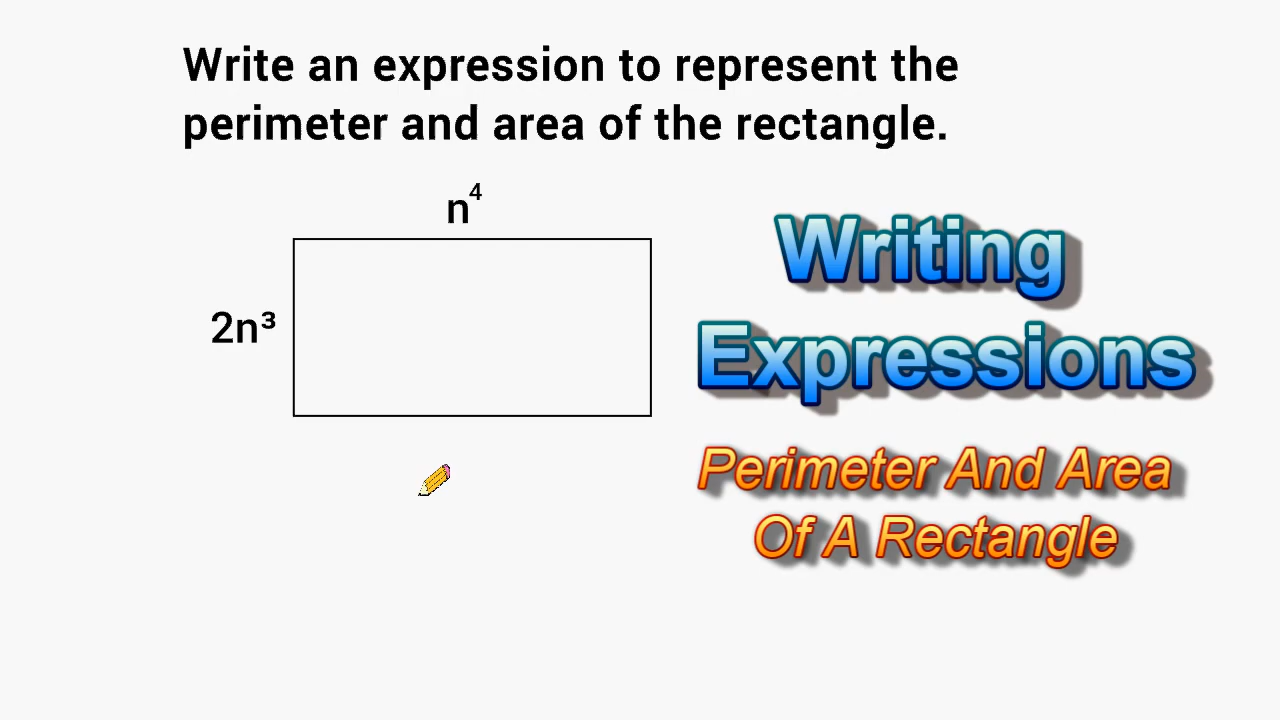 Write an expression to represent the
perimeter and area of the rectangle.
n⁴
2n³
Writing
Expressions
Perimeter And Area
Of A Rectangle